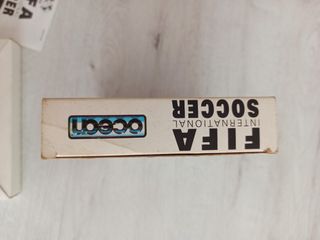 FIFA
INTERNATIONAL
SOCCER
ocean